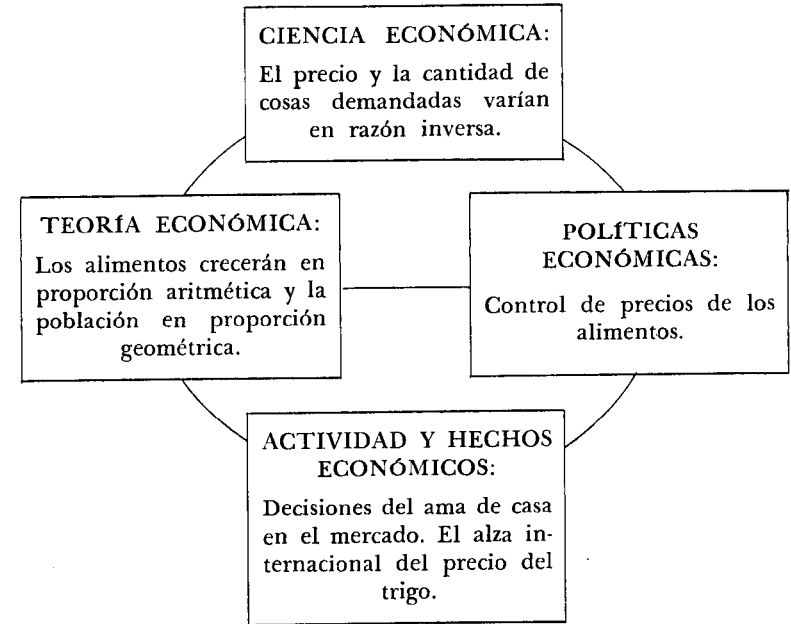 CIENCIA ECONÓMICA:
El precio y la cantidad de
cosas demandadas varían
en razón inversa.
TEORÍA ECONÓMICA:
Los alimentos crecerán en
proporción aritmética y la
población en proporción
geométrica.
POLÍTICAS
ECONÓMICAS:
Control de precios de los
alimentos.
ACTIVIDAD Y HECHOS
ECONÓMICOS:
Decisiones del ama de casa
en el mercado. El alza in-
ternacional del precio del
trigo.